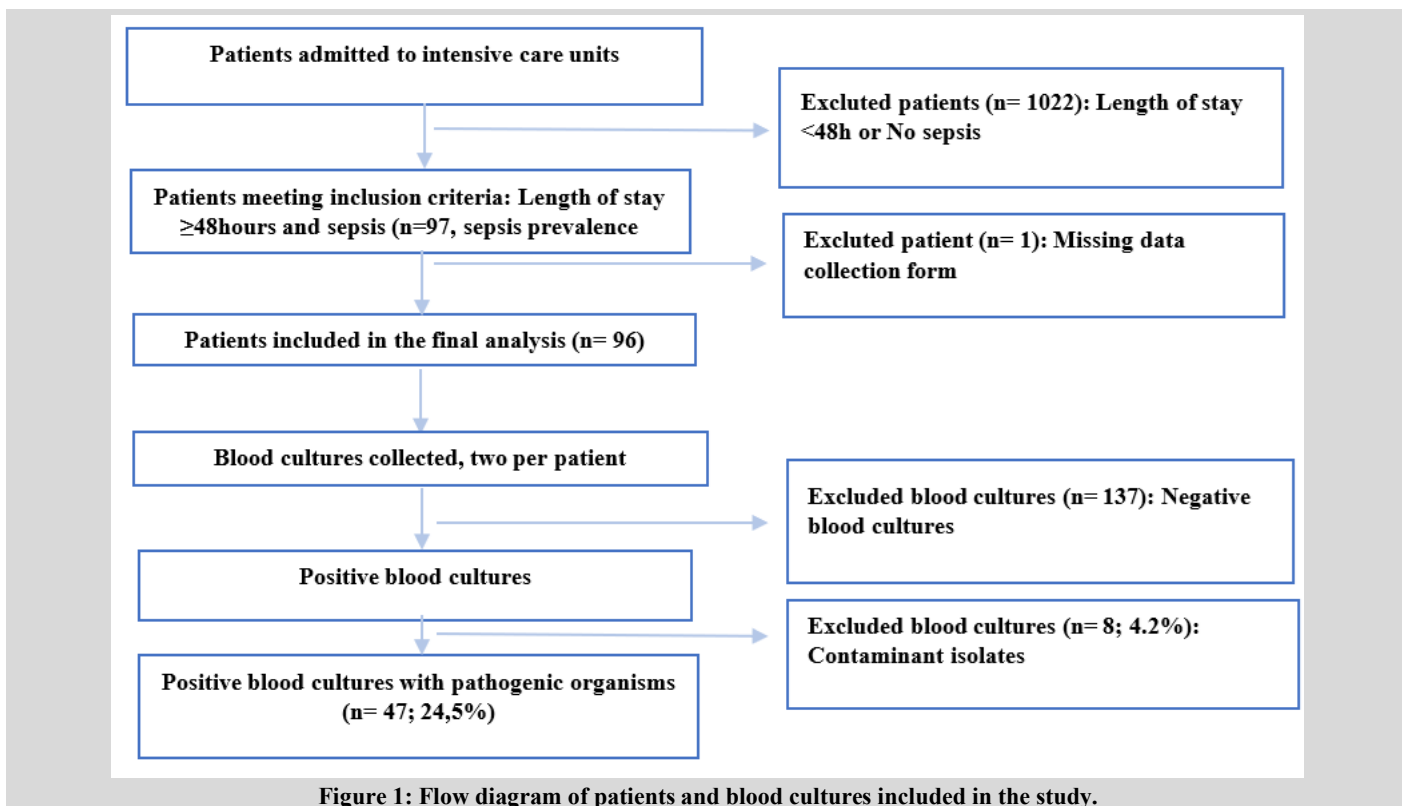 Patients admitted to intensive care units
Excluted patients (n= 1022): Length of stay
<48h or No sepsis
Patients meeting inclusion criteria: Length of stay
≥48hours and sepsis (n=97, sepsis prevalence
Excluted patient (n= 1): Missing data
collection form
Patients included in the final analysis (n= 96)
Blood cultures collected, two per patient
Excluded blood cultures (n= 137): Negative
blood cultures
Positive blood cultures
Excluded blood cultures (n= 8; 4.2%):
Contaminant isolates
Positive blood cultures with pathogenic organisms
(n= 47; 24,5%)
Figure 1: Flow diagram of patients and blood cultures included in the study.